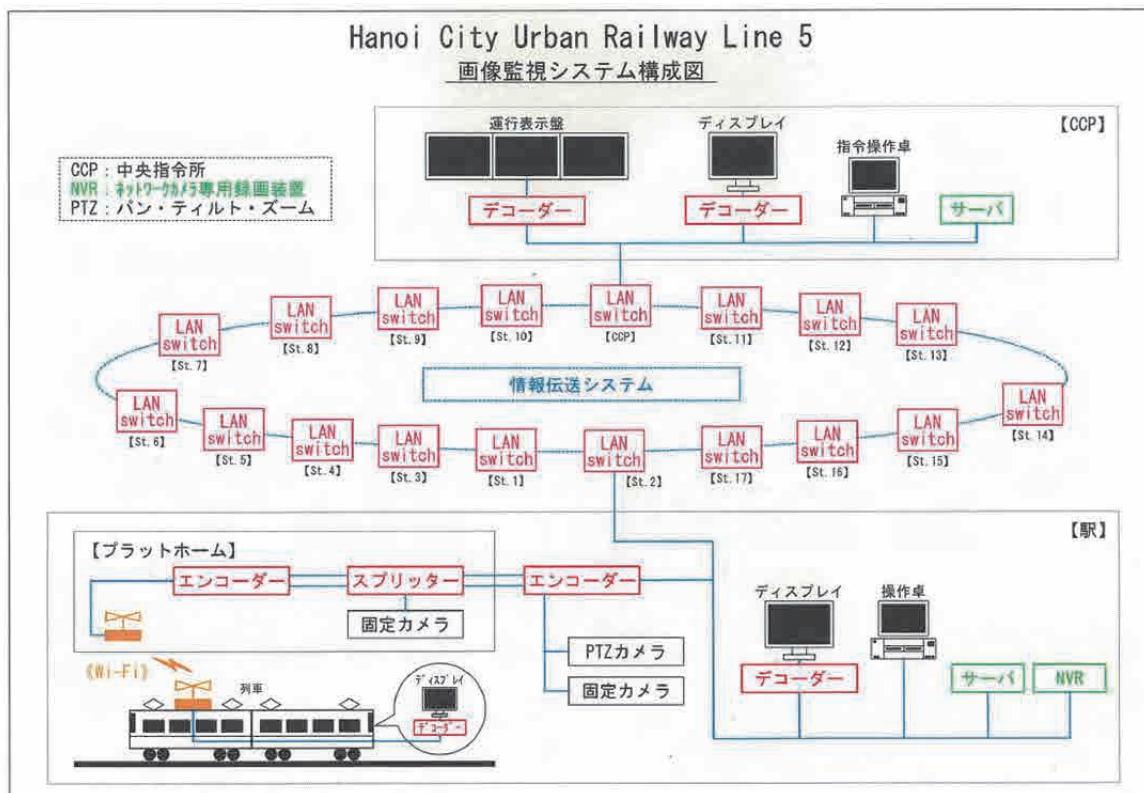 Hanoi City Urban Railway Line 5
画像監視システム構成図
CCP：中央指令所
NVR：ネットワークカメラ専用録画装置
PTZ：パン・ティルト・ズーム
【CCP】
運行表示盤
ディスプレイ
指令操作卓
デコーダー
デコーダー
サーバ
LAN switch
【St.7】
LAN switch
【St.8】
LAN switch
【St.9】
LAN switch
【St.10】
LAN switch
【CCP】
LAN switch
【St.11】
LAN switch
【St.12】
LAN switch
【St.13】
情報伝送システム
LAN switch
【St.6】
LAN switch
【St.5】
LAN switch
【St.4】
LAN switch
【St.3】
LAN switch
【St.1】
LAN switch
【St.2】
LAN switch
【St.17】
LAN switch
【St.16】
LAN switch
【St.15】
LAN switch
【St.14】
【駅】
【プラットホーム】
エンコーダー
スプリッター
エンコーダー
固定カメラ
PTZカメラ
固定カメラ
ディスプレイ
操作卓
デコーダー
サーバ
NVR
《Wi-Fi》
列車
ディスプレイ
デコーダー